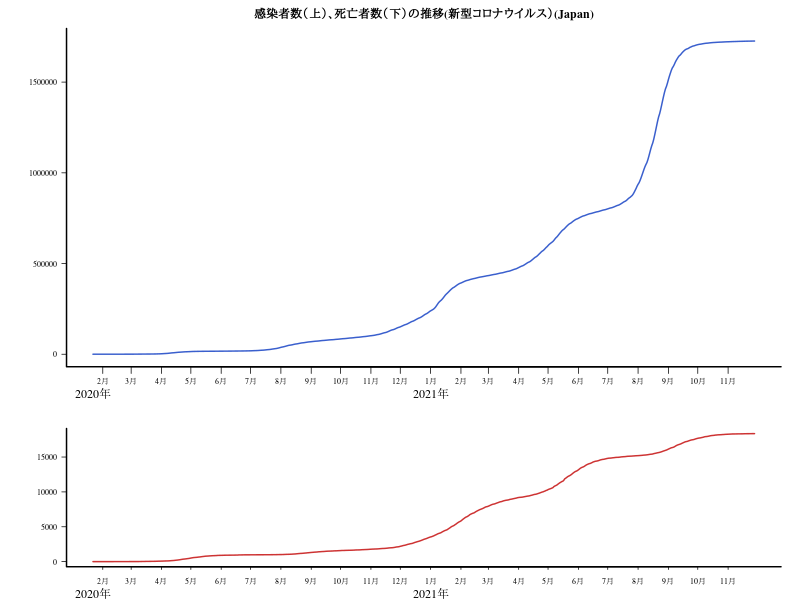 感染者数（上）、死亡者数（下）の推移(新型コロナウイルス）(Japan)
1500000
1000000
500000
0
2月 3月 4月 5月 6月 7月 8月 9月 10月 11月 12月 1月 2月 3月 4月 5月 6月 7月 8月 9月 10月 11月
2020年 2021年
15000
10000
5000
0
2月 3月 4月 5月 6月 7月 8月 9月 10月 11月 12月 1月 2月 3月 4月 5月 6月 7月 8月 9月 10月 11月
2020年 2021年